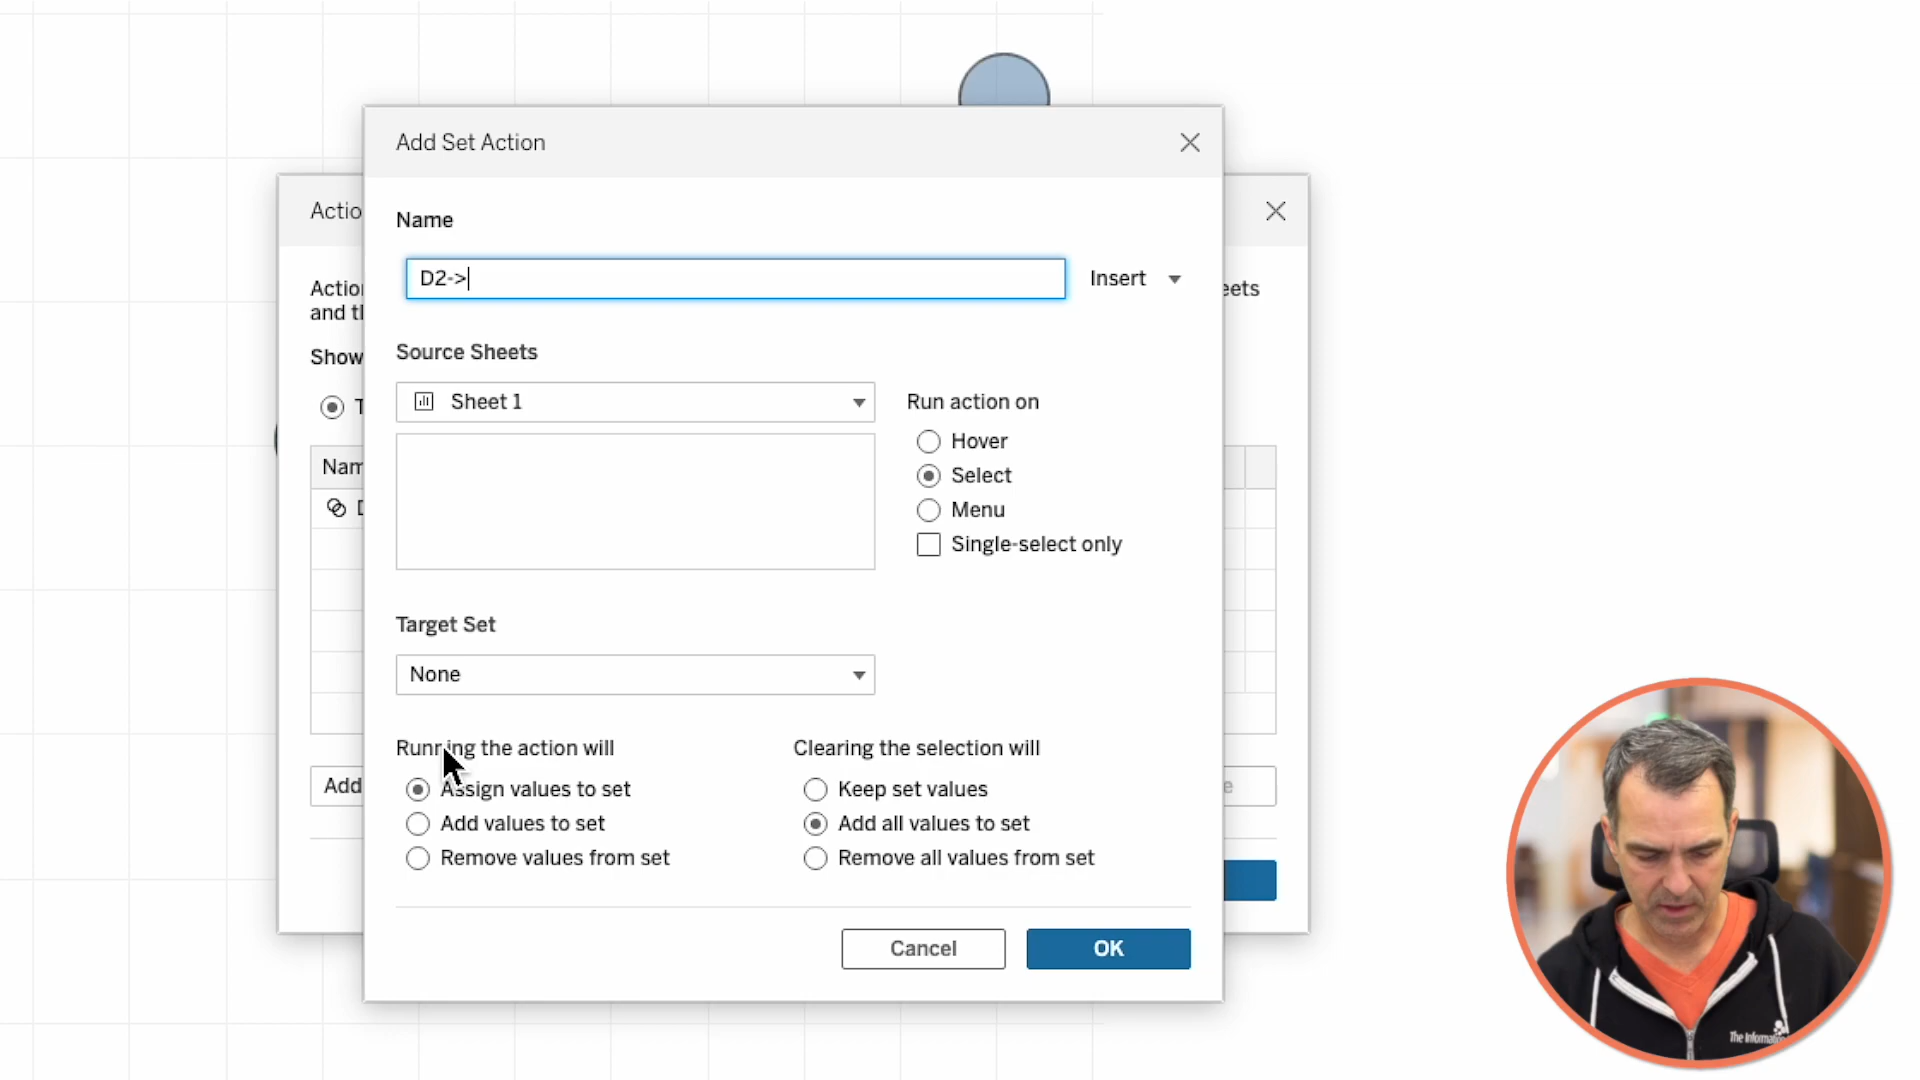 Add Set Action
Actio
Name
D2->
Insert
Actio
eets
and tl
Source Sheets
Show
Sheet 1
Run action on
Hover
Nam
Select
Menu
Single-select only
Target Set
None
Running the action will
Clearing the selection will
Add
Assign values to set
Keep set values
e
Add values to set
Add all values to set
Remove values from set
Remove all values from set
Cancel
OK
The Informa